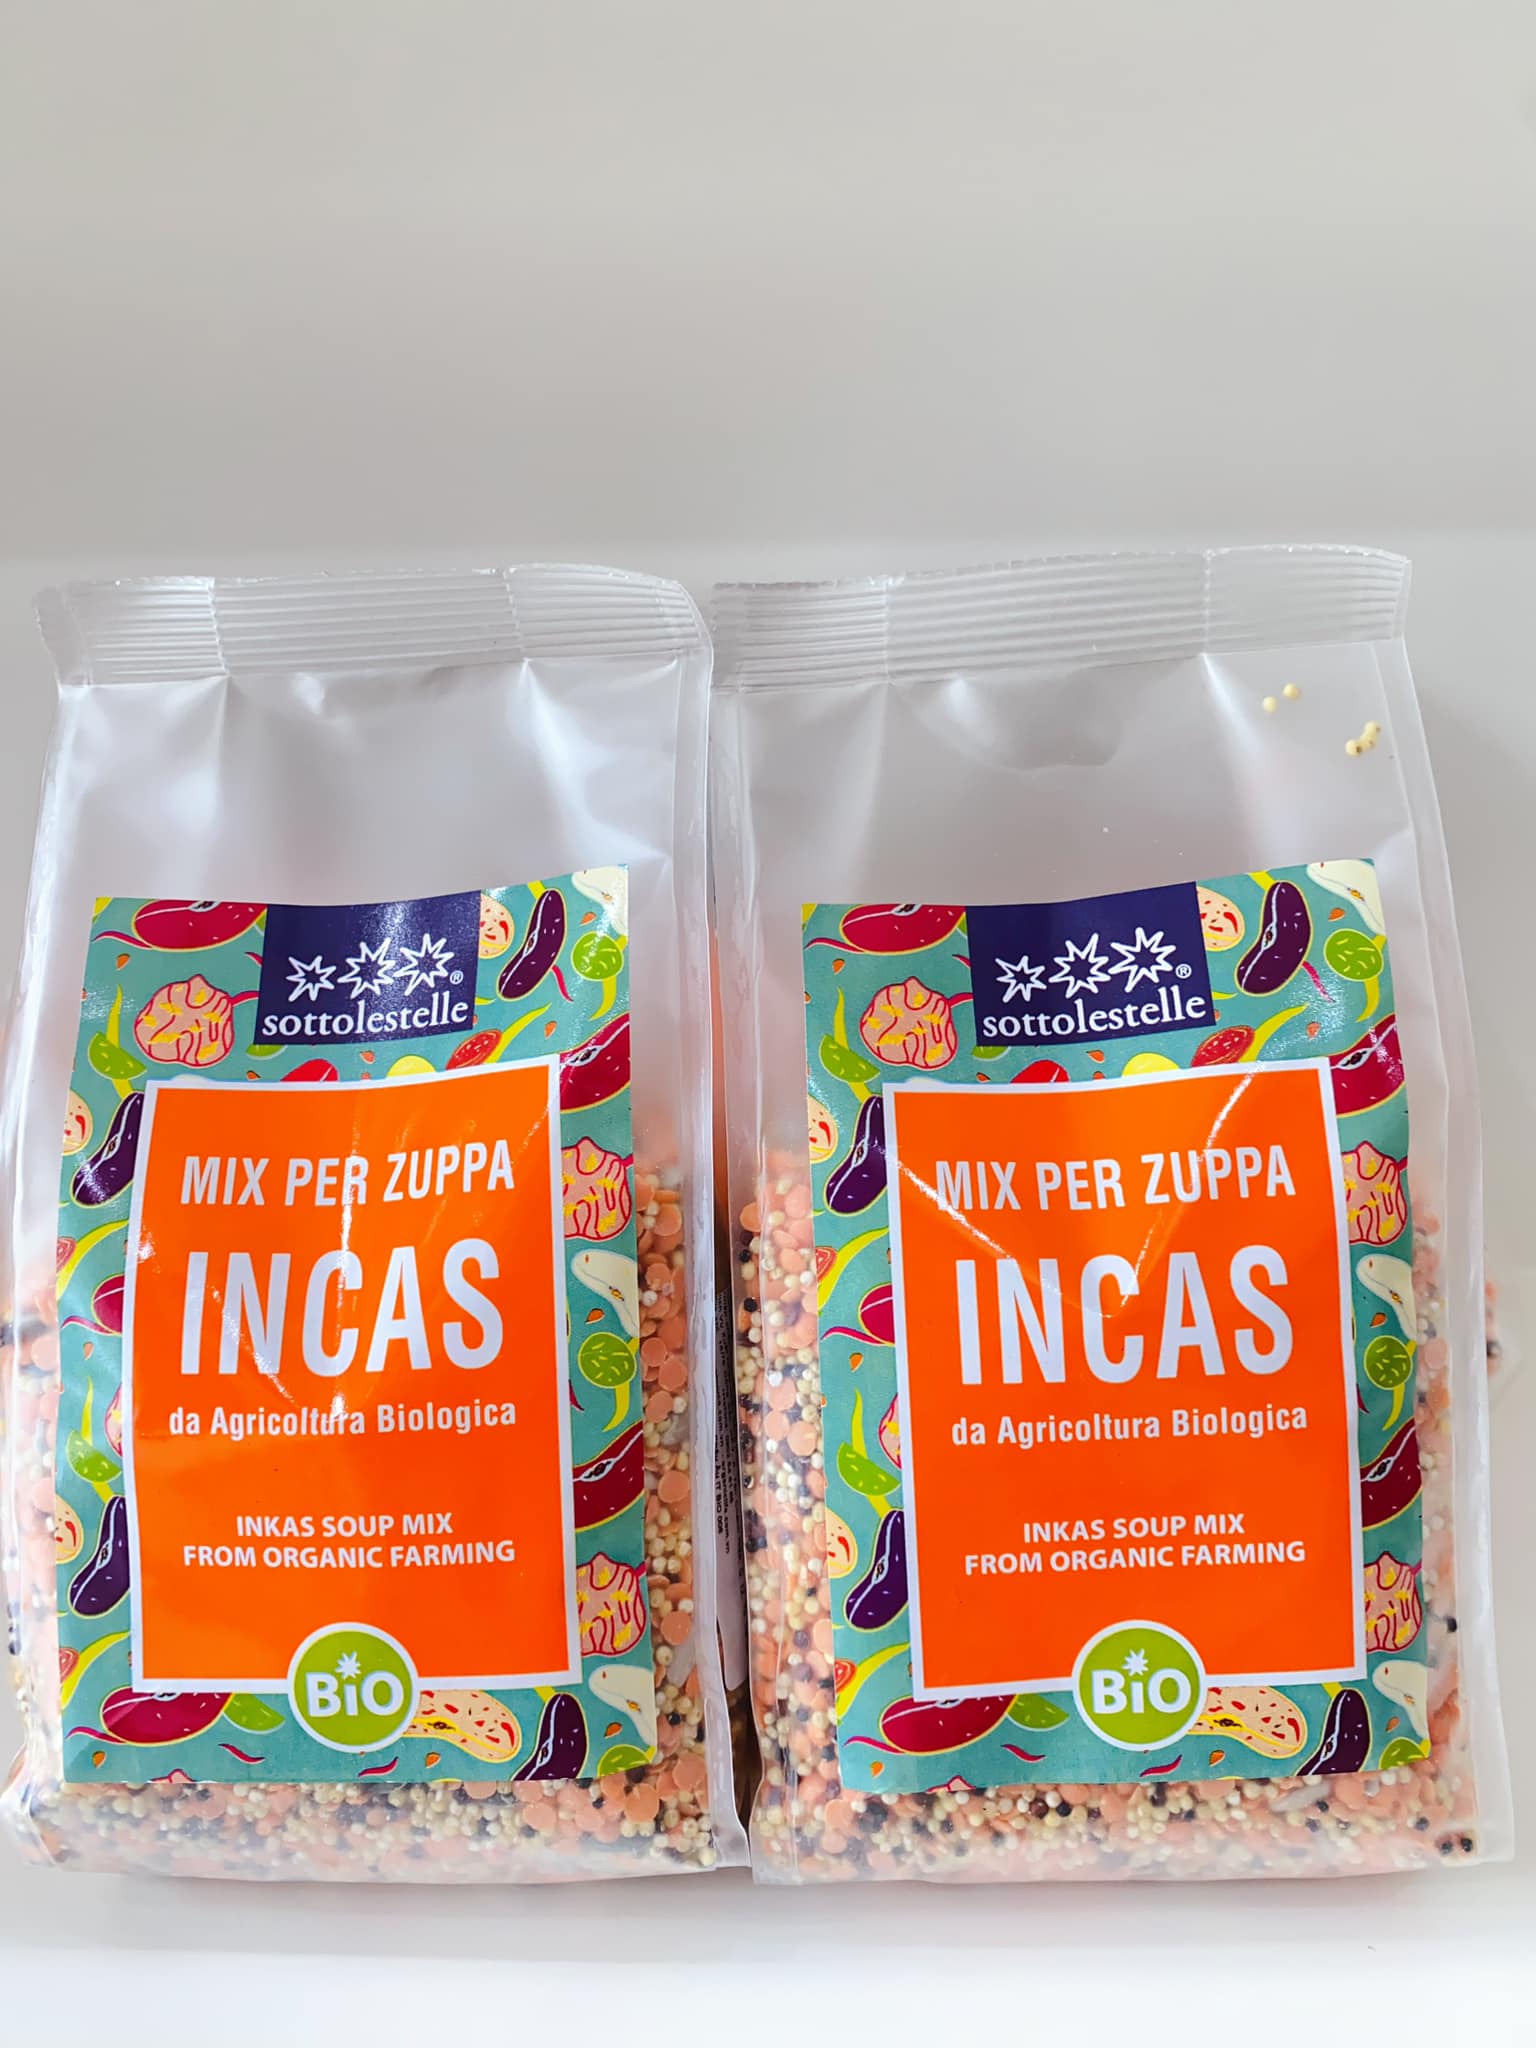 sottolestelle®
MIX PER ZUPPA
INCAS
da Agricoltura Biologica
INKAS SOUP MIX
FROM ORGANIC FARMING
BiO
sottolestelle®
MIX PER ZUPPA
INCAS
da Agricoltura Biologica
INKAS SOUP MIX
FROM ORGANIC FARMING
BiO